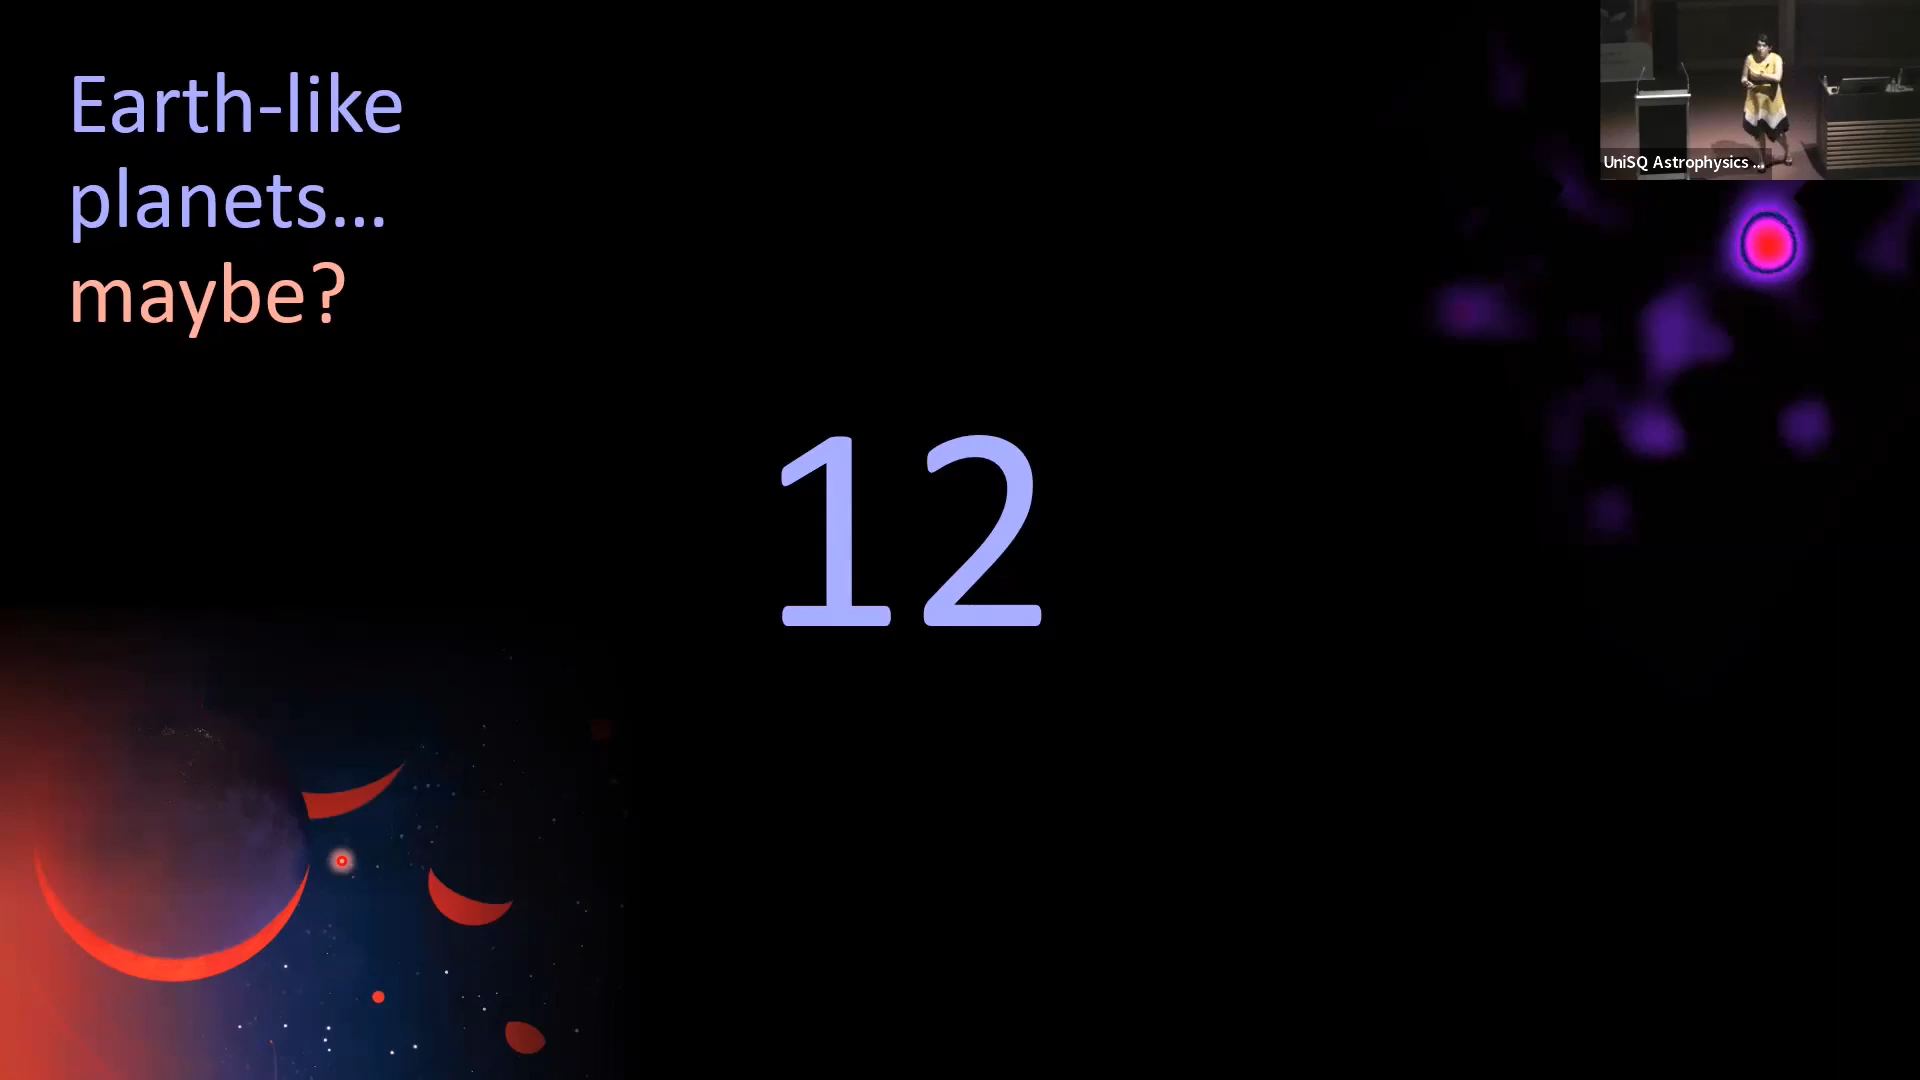 Earth-like
planets...
maybe?
12
UniSQ Astrophysics ...